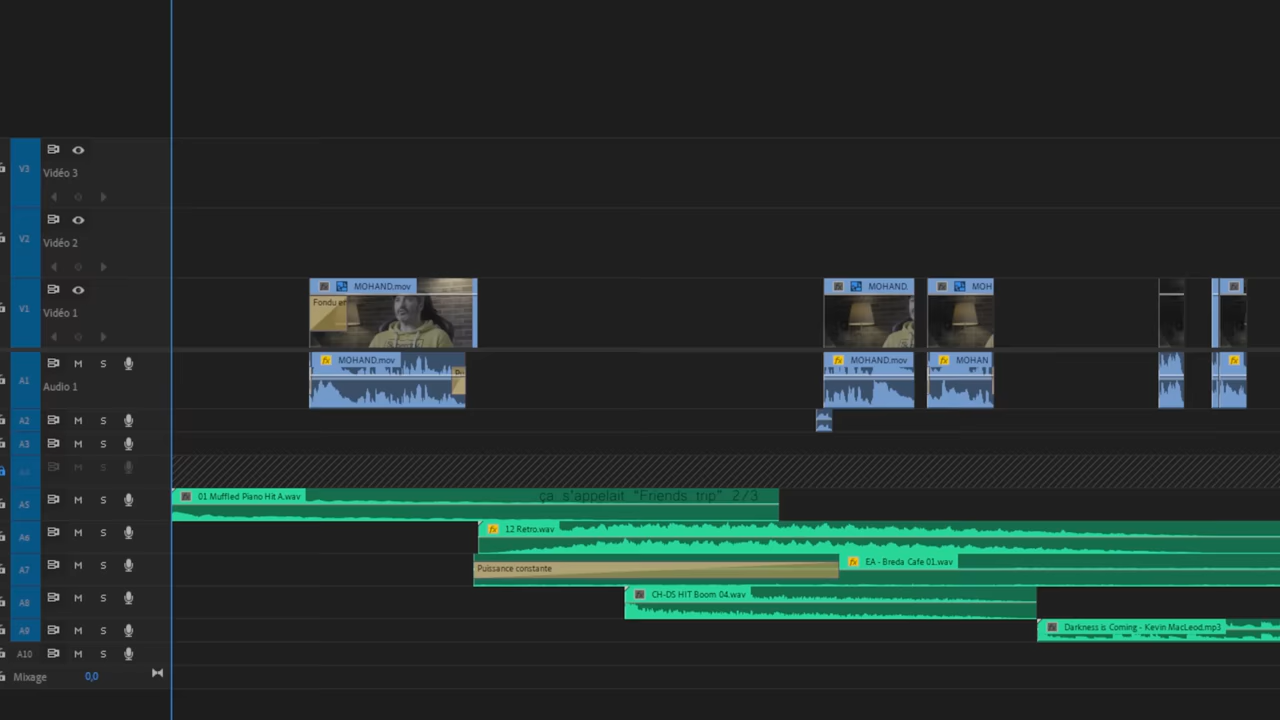 V3
Vidéo 3
V2
Vidéo 2
MOHAND.mov
MOHAND.
MOH
V1
Fondu en
Vidéo 1
M S
MOHAND.mov
MOHAND.mov
MOHAN
A1
Audio 1
A2 M S
A3 M S
01 Muffled Piano Hit A.wav
ça s'appelait "Friends trip" 2/3
A5 M S
12 Retro.wav
A6 M S
EA - Breda Cafe 01.wav
A7 M S
Puissance constante
CH-DS HIT Boom 04.wav
A8 M S
Darkness is Coming - Kevin MacLeod.mp3
A9 M S
A10 M S
Mixage 0,0